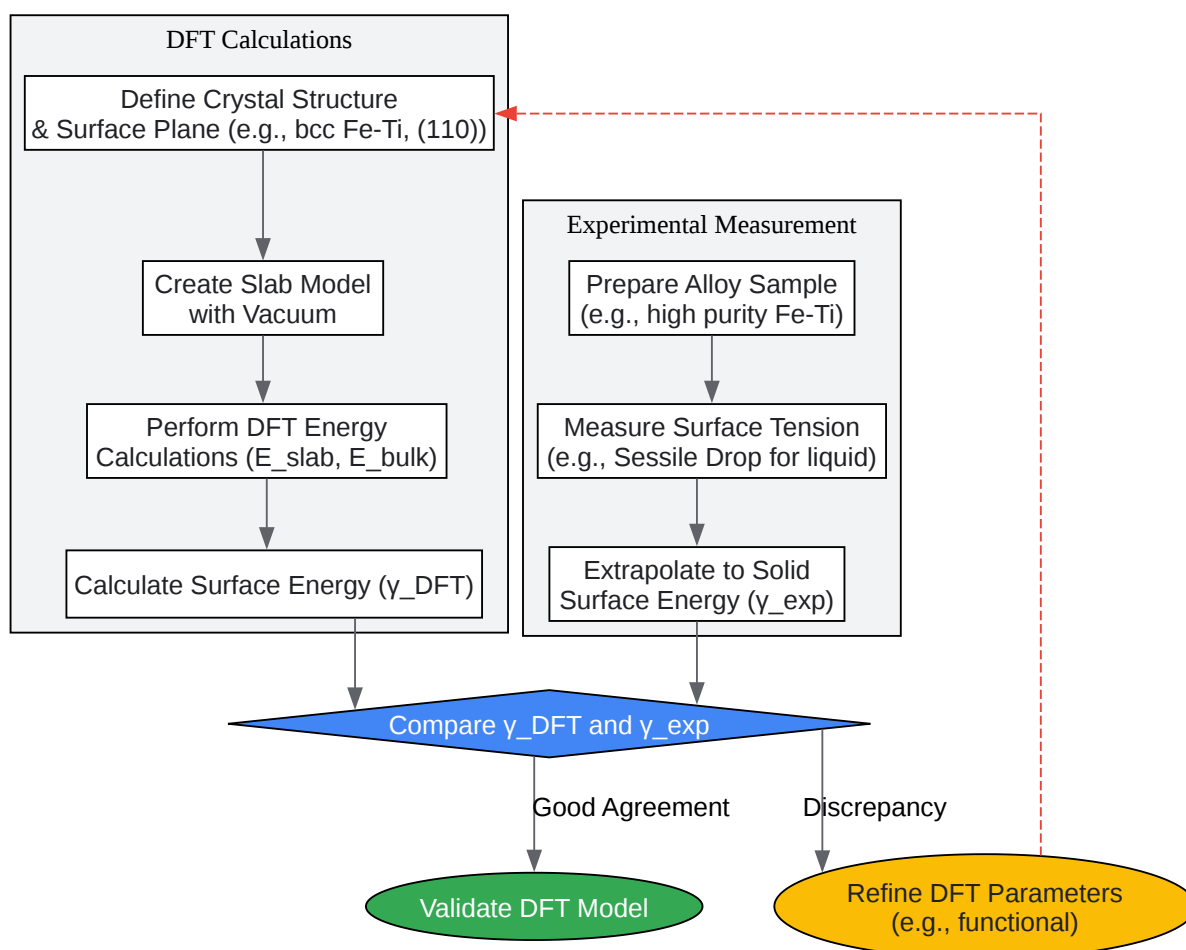 DFT Calculations
Define Crystal Structure
& Surface Plane (e.g., bcc Fe-Ti, (110))
Create Slab Model
with Vacuum
Perform DFT Energy
Calculations (E_slab, E_bulk)
Calculate Surface Energy (γ_DFT)
Experimental Measurement
Prepare Alloy Sample
(e.g., high purity Fe-Ti)
Measure Surface Tension
(e.g., Sessile Drop for liquid)
Extrapolate to Solid
Surface Energy (γ_exp)
Compare γ_DFT and γ_exp
Good Agreement
Discrepancy
Validate DFT Model
Refine DFT Parameters
(e.g., functional)